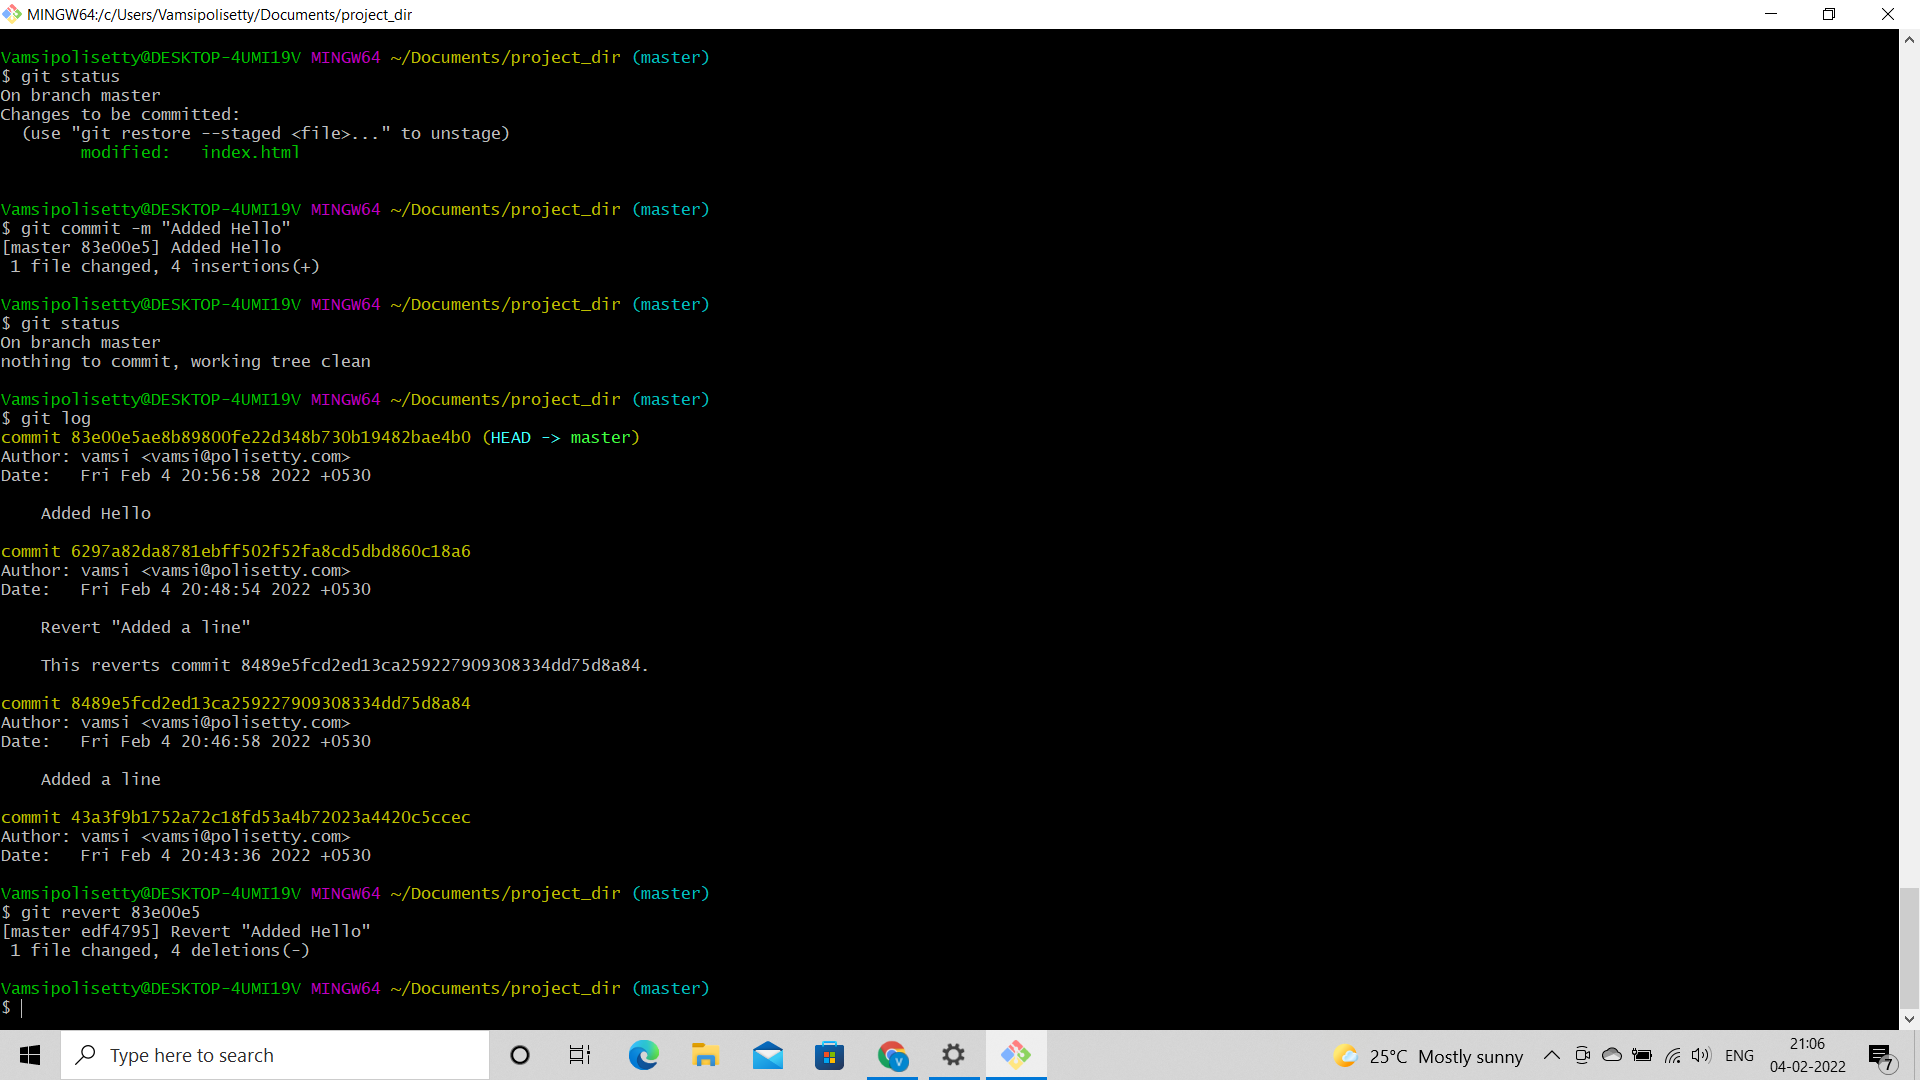 MINGW64:/c/Users/Vamsipolisetty/Documents/project_dir
Vamsipolisetty@DESKTOP-4UMI19V MINGW64 ~/Documents/project_dir (master)
$ git status
On branch master
Changes to be committed:
  (use "git restore --staged <file>..." to unstage)
        modified:   index.html
Vamsipolisetty@DESKTOP-4UMI19V MINGW64 ~/Documents/project_dir (master)
$ git commit -m "Added Hello"
[master 83e00e5] Added Hello
 1 file changed, 4 insertions(+)
Vamsipolisetty@DESKTOP-4UMI19V MINGW64 ~/Documents/project_dir (master)
$ git status
On branch master
nothing to commit, working tree clean
Vamsipolisetty@DESKTOP-4UMI19V MINGW64 ~/Documents/project_dir (master)
$ git log
commit 83e00e5ae8b89800fe22d348b730b19482bae4b0 (HEAD -> master)
Author: vamsi <vamsi@polisetty.com>
Date:   Fri Feb 4 20:56:58 2022 +0530
    Added Hello
commit 6297a82da8781ebff502f52fa8cd5dbd860c18a6
Author: vamsi <vamsi@polisetty.com>
Date:   Fri Feb 4 20:48:54 2022 +0530
    Revert "Added a line"
    This reverts commit 8489e5fcd2ed13ca259227909308334dd75d8a84.
commit 8489e5fcd2ed13ca259227909308334dd75d8a84
Author: vamsi <vamsi@polisetty.com>
Date:   Fri Feb 4 20:46:58 2022 +0530
    Added a line
commit 43a3f9b1752a72c18fd53a4b72023a4420c5ccec
Author: vamsi <vamsi@polisetty.com>
Date:   Fri Feb 4 20:43:36 2022 +0530
Vamsipolisetty@DESKTOP-4UMI19V MINGW64 ~/Documents/project_dir (master)
$ git revert 83e00e5
[master edf4795] Revert "Added Hello"
 1 file changed, 4 deletions(-)
Vamsipolisetty@DESKTOP-4UMI19V MINGW64 ~/Documents/project_dir (master)
$
Type here to search
V
25°C Mostly sunny
ENG
21:06
04-02-2022
7